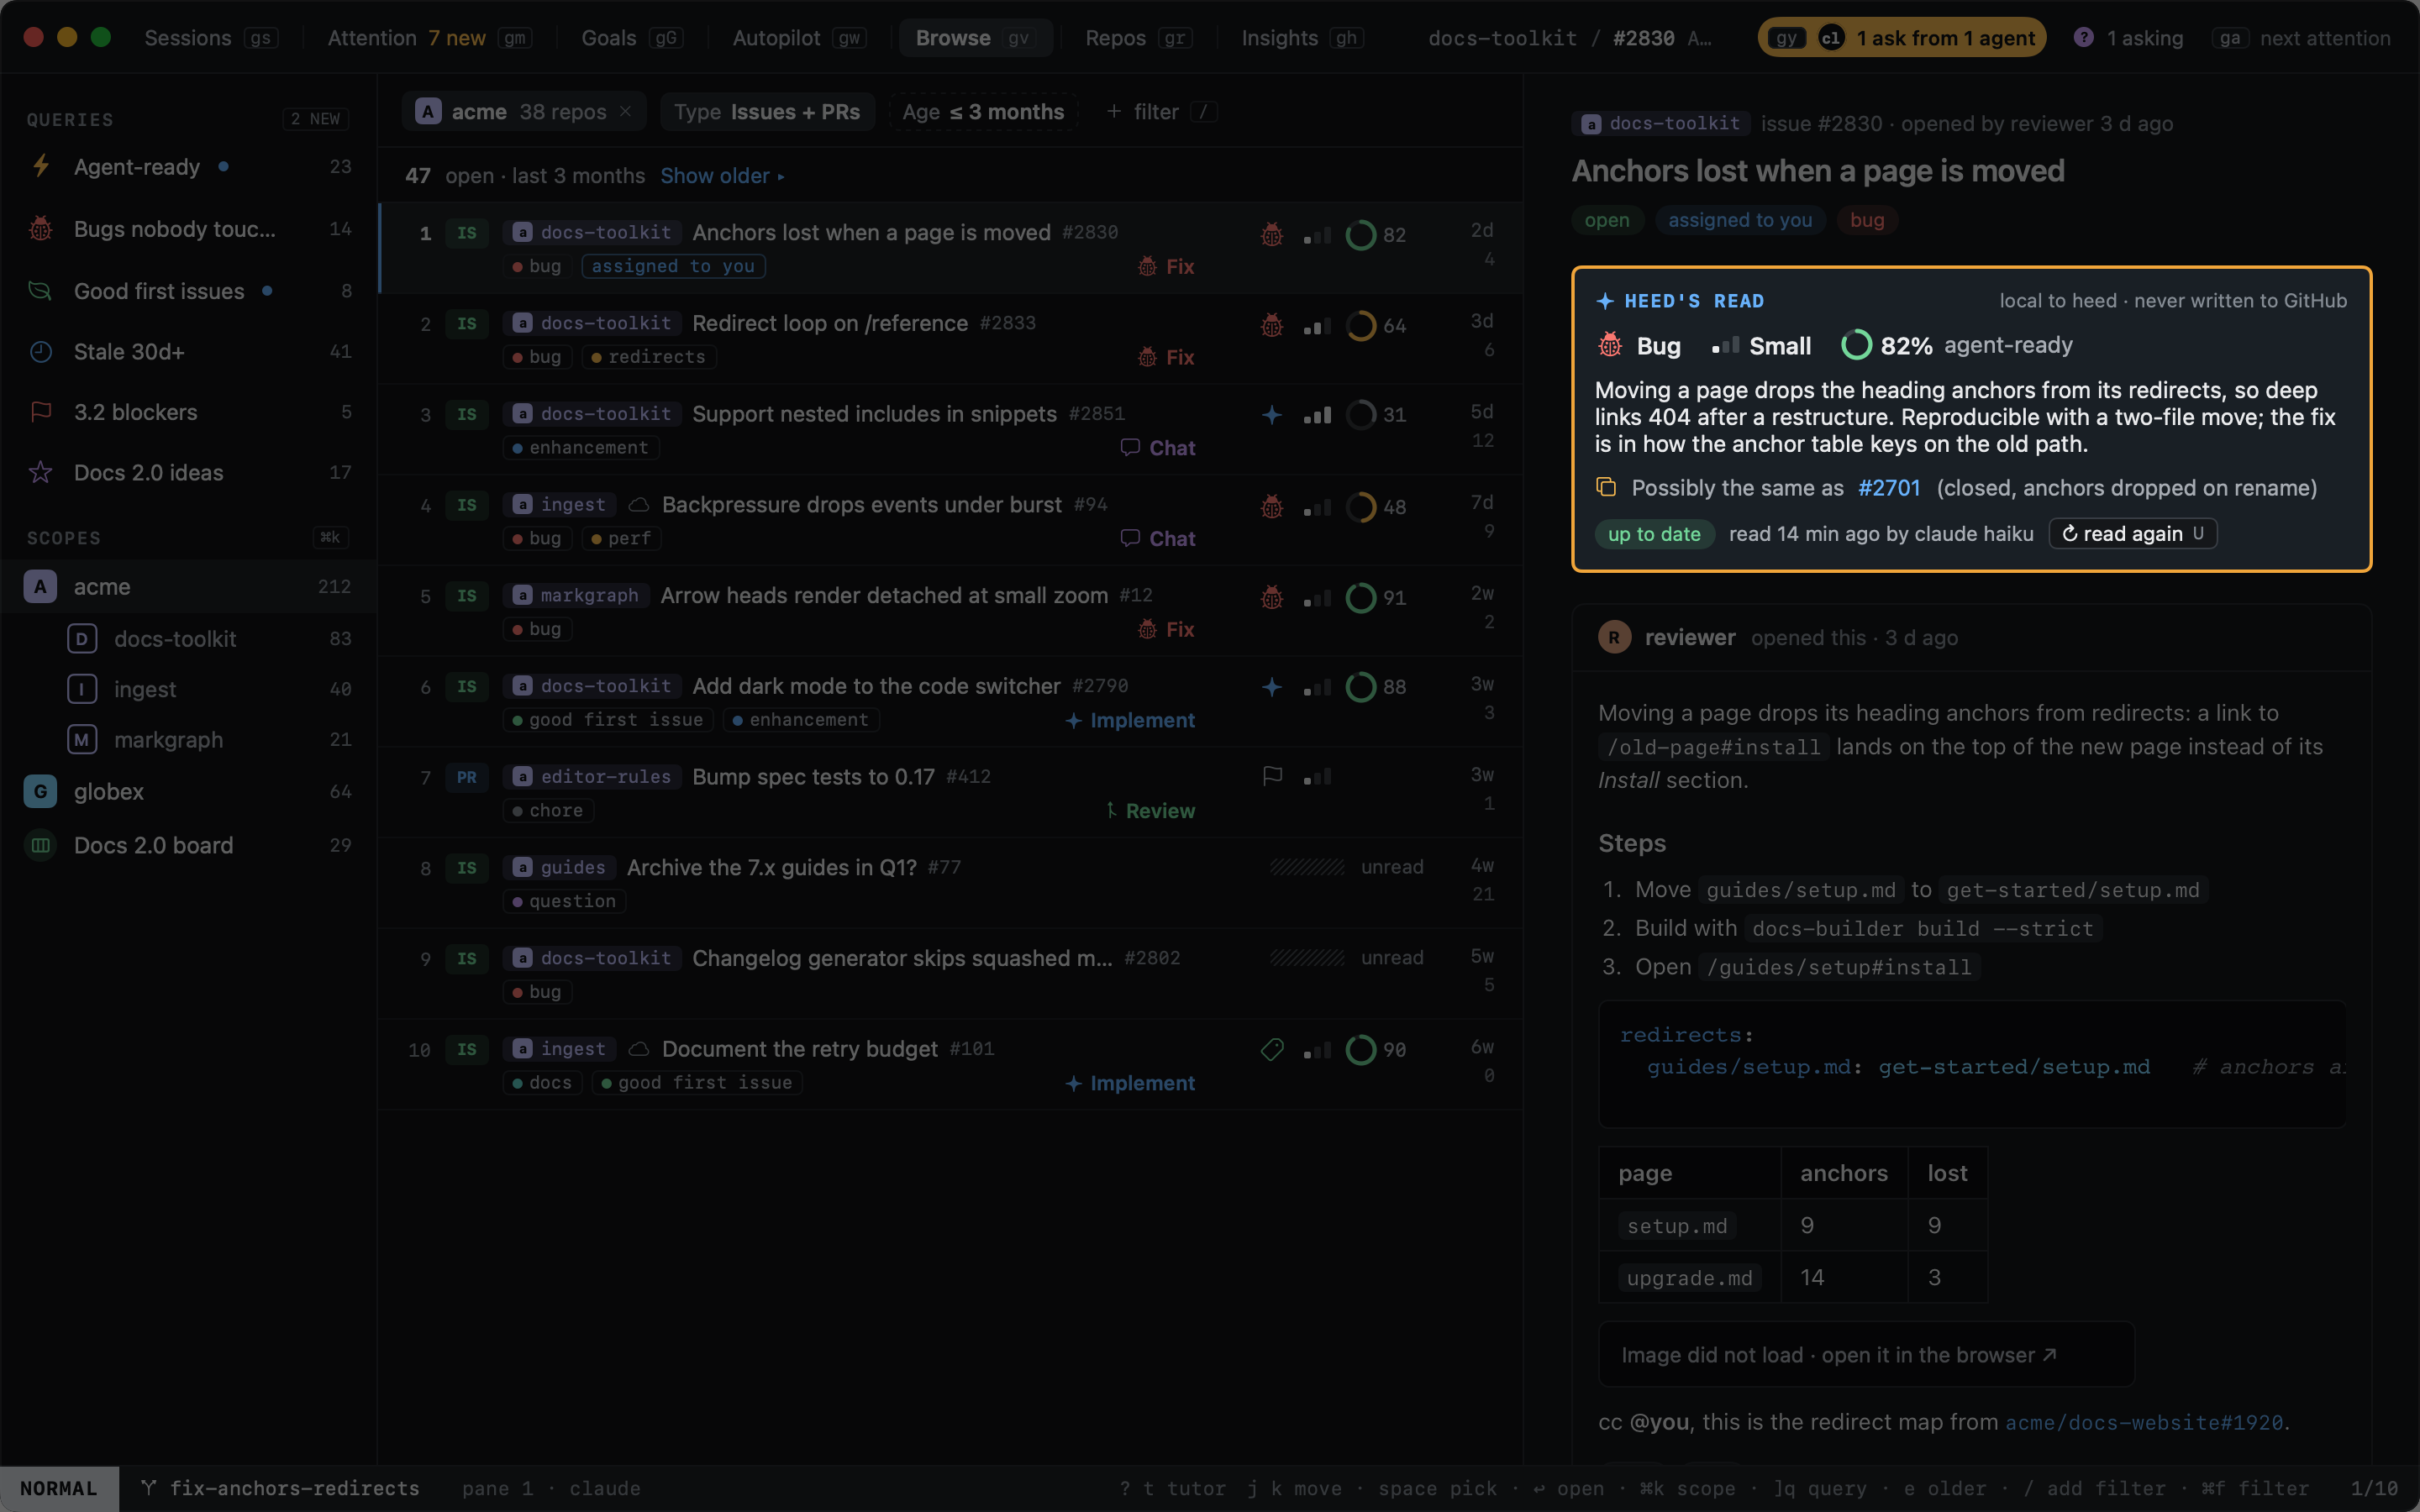 Sessions gs Attention 7 new gm Goals gG Autopilot gw Browse gv Repos gr Insights gh docs-toolkit / #2830 A… gy cl 1 ask from 1 agent ? 1 asking ga next attention
QUERIES 2 NEW
Agent-ready 23
Bugs nobody touc… 14
Good first issues 8
Stale 30d+ 41
3.2 blockers 5
Docs 2.0 ideas 17
SCOPES ⌘k
A acme 212
D docs-toolkit 83
I ingest 40
M markgraph 21
G globex 64
Docs 2.0 board 29
A acme 38 repos × Type Issues + PRs Age ≤ 3 months + filter /
47 open · last 3 months Show older ▸
1 IS a docs-toolkit Anchors lost when a page is moved #2830 82 2d
bug assigned to you Fix 4
2 IS a docs-toolkit Redirect loop on /reference #2833 64 3d
bug redirects Fix 6
3 IS a docs-toolkit Support nested includes in snippets #2851 31 5d
enhancement Chat 12
4 IS a ingest Backpressure drops events under burst #94 48 7d
bug perf Chat 9
5 IS a markgraph Arrow heads render detached at small zoom #12 91 2w
bug Fix 2
6 IS a docs-toolkit Add dark mode to the code switcher #2790 88 3w
good first issue enhancement Implement 3
7 PR a editor-rules Bump spec tests to 0.17 #412 3w
chore Review 1
8 IS a guides Archive the 7.x guides in Q1? #77 unread 4w
question 21
9 IS a docs-toolkit Changelog generator skips squashed m… #2802 unread 5w
bug 5
10 IS a ingest Document the retry budget #101 90 6w
docs good first issue Implement 0
a docs-toolkit issue #2830 · opened by reviewer 3 d ago
Anchors lost when a page is moved
open assigned to you bug
HEED'S READ local to heed · never written to GitHub
Bug Small 82% agent-ready
Moving a page drops the heading anchors from its redirects, so deep
links 404 after a restructure. Reproducible with a two-file move; the fix
is in how the anchor table keys on the old path.
Possibly the same as #2701 (closed, anchors dropped on rename)
up to date read 14 min ago by claude haiku read again U
R reviewer opened this · 3 d ago
Moving a page drops its heading anchors from redirects: a link to
/old-page#install lands on the top of the new page instead of its
Install section.
Steps
1. Move guides/setup.md to get-started/setup.md
2. Build with docs-builder build --strict
3. Open /guides/setup#install
redirects:
guides/setup.md: get-started/setup.md # anchors a
page anchors lost
setup.md 9 9
upgrade.md 14 3
Image did not load · open it in the browser ↗
cc @you, this is the redirect map from acme/docs-website#1920.
NORMAL fix-anchors-redirects pane 1 · claude ? t tutor j k move · space pick · ↩ open · ⌘k scope · ]q query · e older · / add filter · ⌘f filter 1/10